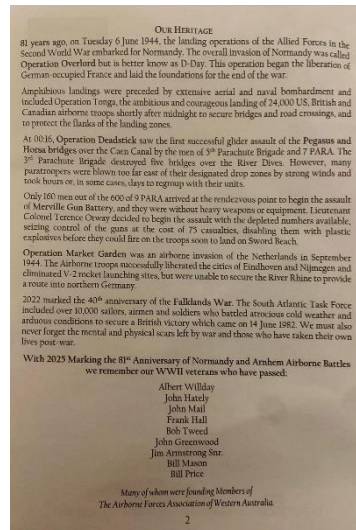 OUR HERITAGE
81 years ago, on Tuesday 6 June 1944, the landing operations of the Allied Forces in the
Second World War embarked for Normandy. The overall invasion of Normandy was called
Operation Overlord but is better know as D-Day. This operation began the liberation of
German-occupied France and laid the foundations for the end of the war.
Amphibious landings were preceded by extensive aerial and naval bombardment and
included Operation Tonga, the ambitious and courageous landing of 24,000 US, British and
Canadian airborne troops shortly after midnight to secure bridges and road crossings, and
to protect the flanks of the landing zones.
At 00:16, Operation Deadstick saw the first successful glider assault of the Pegasus and
Horsa bridges over the Caen Canal by the men of 5th Parachute Brigade and 7 PARA. The
3rd Parachute Brigade destroyed five bridges over the River Dives. However, many
paratroopers were blown too far east of their designated drop zones by strong winds and
took hours or, in some cases, days to regroup with their units.
Only 160 men out of the 600 of 9 PARA arrived at the rendezvous point to begin the assault
of Merville Gun Battery, and they were without heavy weapons or equipment. Lieutenant
Colonel Terence Otway decided to begin the assault with the depleted numbers available,
seizing control of the guns at the cost of 75 casualties, disabling them with plastic
explosives before they could fire on the troops soon to land on Sword Beach.
Operation Market Garden was an airborne invasion of the Netherlands in September
1944. The Airborne troops successfully liberated the cities of Eindhoven and Nijmegen and
eliminated V-2 rocket launching sites, but were unable to secure the River Rhine to provide
a route into northern Germany.
2022 marked the 40th anniversary of the Falklands War. The South Atlantic Task Force
included over 10,000 sailors, airmen and soldiers who battled atrocious cold weather and
arduous conditions to secure a British victory which came on 14 June 1982. We must also
never forget the mental and physical scars left by war and those who have taken their own
lives post-war.
With 2025 Marking the 81st Anniversary of Normandy and Arnhem Airborne Battles
we remember our WWII veterans who have passed:
Albert Willday
John Hately
John Mail
Frank Hall
Bob Tweed
John Greenwood
Jim Armstrong Snr.
Bill Mason
Bill Price
Many of whom were founding Members of
The Airborne Forces Association of Western Australia
2